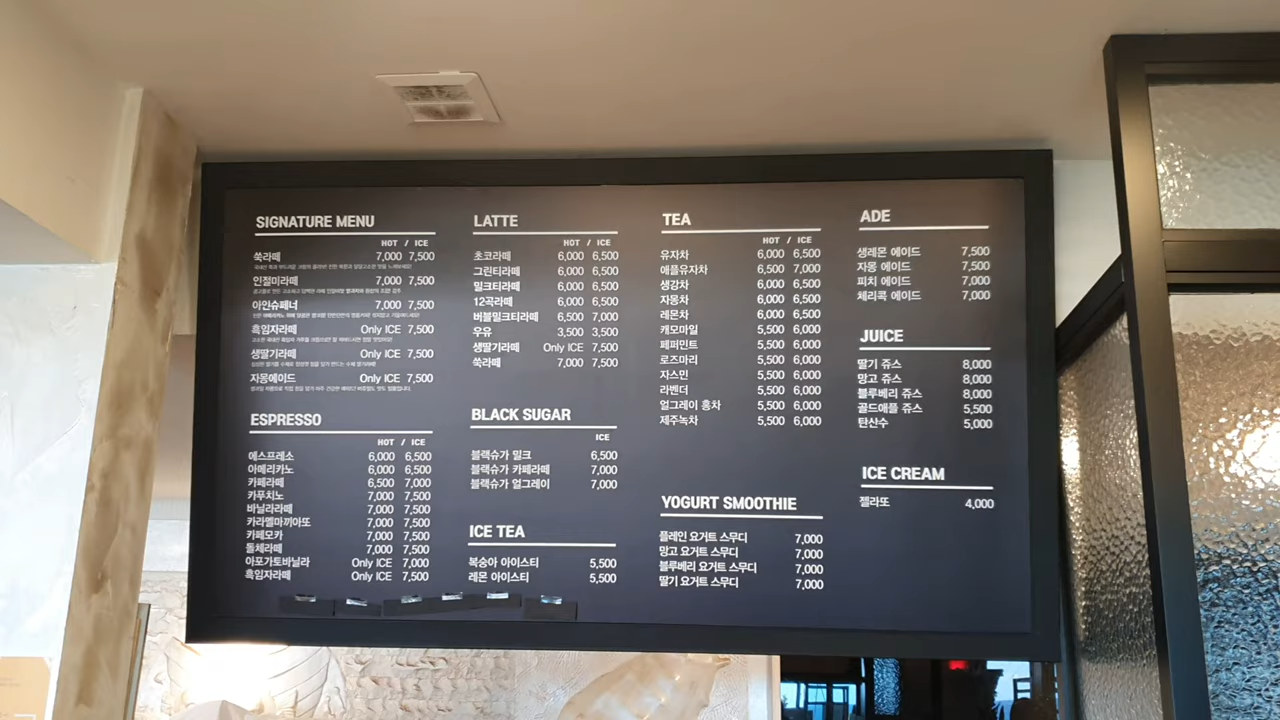 SIGNATURE MENU
HOT / ICE
쑥라떼 7,000 7,500
인절미라떼 7,000 7,500
아인슈페너 7,000 7,500
흑임자라떼 Only ICE 7,500
생딸기라떼 Only ICE 7,500
자몽에이드 Only ICE 7,500
ESPRESSO
HOT / ICE
에스프레소 6,000 6,500
아메리카노 6,000 6,500
카페라떼 6,500 7,000
카푸치노 7,000 7,500
바닐라라떼 7,000 7,500
카라멜마끼아또 7,000 7,500
카페모카 7,000 7,500
돌체라떼 7,000 7,500
아포가토바닐라 Only ICE 7,000
흑임자라떼 Only ICE 7,500
LATTE
HOT / ICE
초코라떼 6,000 6,500
그린티라떼 6,000 6,500
밀크티라떼 6,000 6,500
12곡라떼 6,000 6,500
버블밀크티라떼 6,500 7,000
우유 3,500 3,500
생딸기라떼 Only ICE 7,500
쑥라떼 7,000 7,500
BLACK SUGAR
ICE
블랙슈가 밀크 6,500
블랙슈가 카페라떼 7,000
블랙슈가 얼그레이 7,000
ICE TEA
복숭아 아이스티 5,500
레몬 아이스티 5,500
TEA
HOT / ICE
유자차 6,000 6,500
애플유자차 6,500 7,000
생강차 6,000 6,500
자몽차 6,000 6,500
레몬차 6,000 6,500
캐모마일 5,500 6,000
페퍼민트 5,500 6,000
로즈마리 5,500 6,000
자스민 5,500 6,000
라벤더 5,500 6,000
얼그레이 홍차 5,500 6,000
제주녹차 5,500 6,000
YOGURT SMOOTHIE
플레인 요거트 스무디 7,000
망고 요거트 스무디 7,000
블루베리 요거트 스무디 7,000
딸기 요거트 스무디 7,000
ADE
생레몬 에이드 7,500
자몽 에이드 7,500
피치 에이드 7,000
체리콕 에이드 7,000
JUICE
딸기 쥬스 8,000
망고 쥬스 8,000
블루베리 쥬스 8,000
골드애플 쥬스 5,500
탄산수 5,000
ICE CREAM
젤라또 4,000